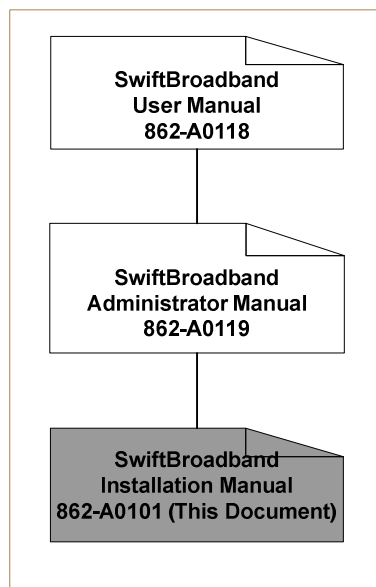 SwiftBroadband
User Manual
862-A0118
SwiftBroadband
Administrator Manual
862-A0119
SwiftBroadband
Installation Manual
862-A0101 (This Document)